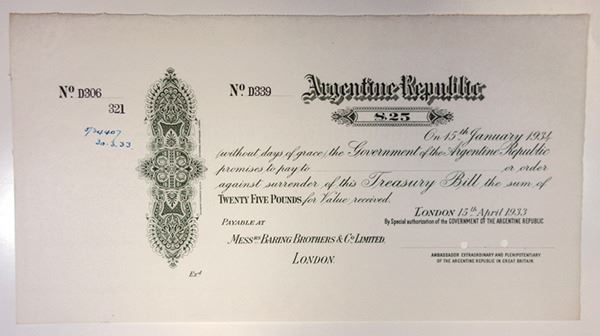 No D306
321
20.3.33
Exd
No D339
Argentine Republic
£25
On 15th January 1934
(without days of grace) the Government of the Argentine Republic
promises to pay to or order
against surrender of this Treasury Bill the sum of
TWENTY FIVE POUNDS for Value received.
LONDON 15th April 1933
PAYABLE AT
By Special authorization of the GOVERNMENT OF THE ARGENTINE REPUBLIC
MESSRS BARING BROTHERS & CO LIMITED,
LONDON.
AMBASSADOR EXTRAORDINARY AND PLENIPOTENTIARY
OF THE ARGENTINE REPUBLIC IN GREAT BRITAIN.